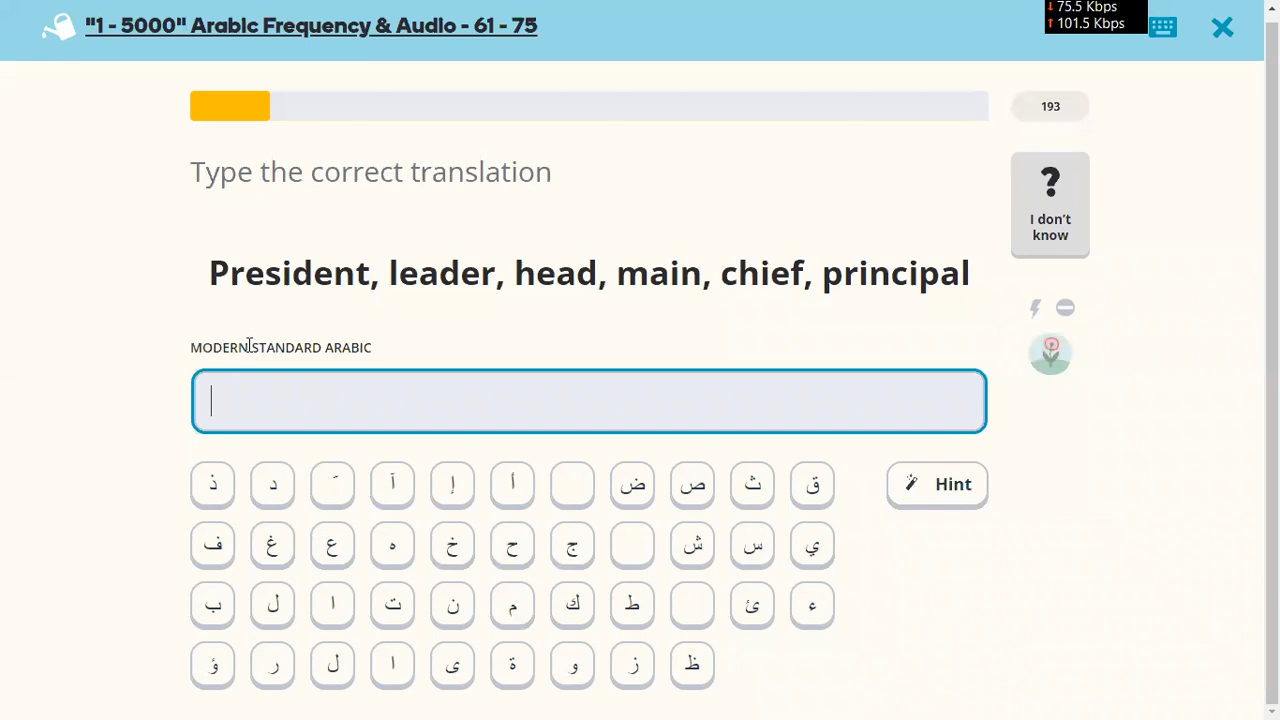 "1 - 5000" Arabic Frequency & Audio - 61 - 75
↓ 75.5 Kbps
↑ 101.5 Kbps
193
Type the correct translation
?
I don't know
President, leader, head, main, chief, principal
MODERN STANDARD ARABIC
ذ د َ آ إ أ ض ص ث ق
Hint
ف غ ع ه خ ح ج ش س ي
ب ل ا ت ن م ك ط ئ ء
ؤ ر ل ا ى ة و ز ظ